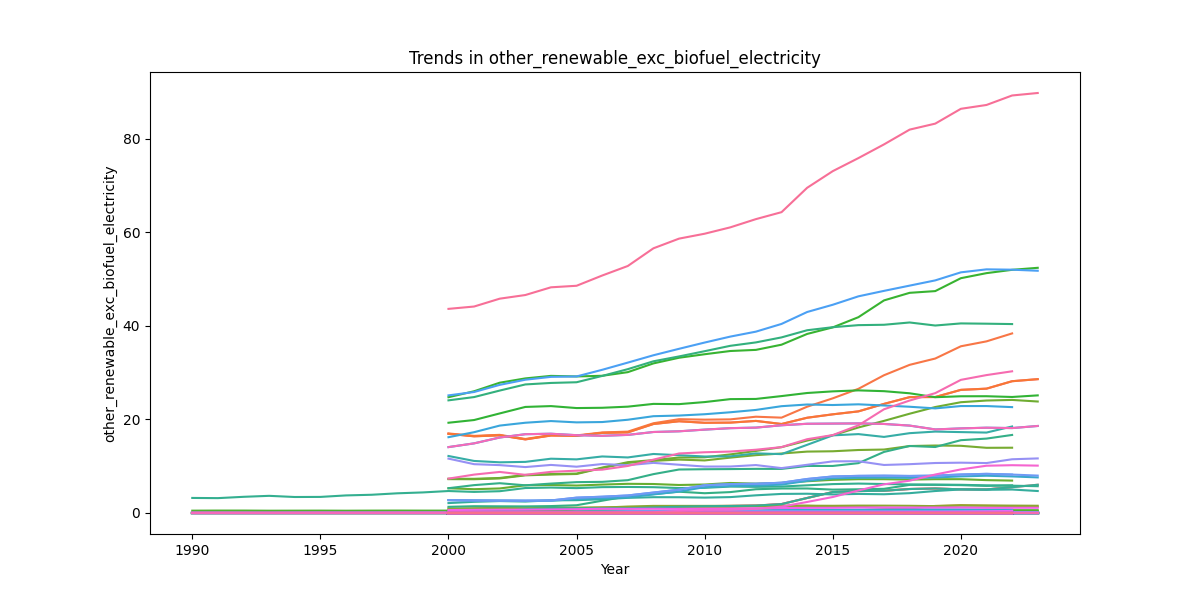 Trends in other_renewable_exc_biofuel_electricity
other_renewable_exc_biofuel_electricity
80
60
40
20
0
1990 1995 2000 2005 2010 2015 2020
Year